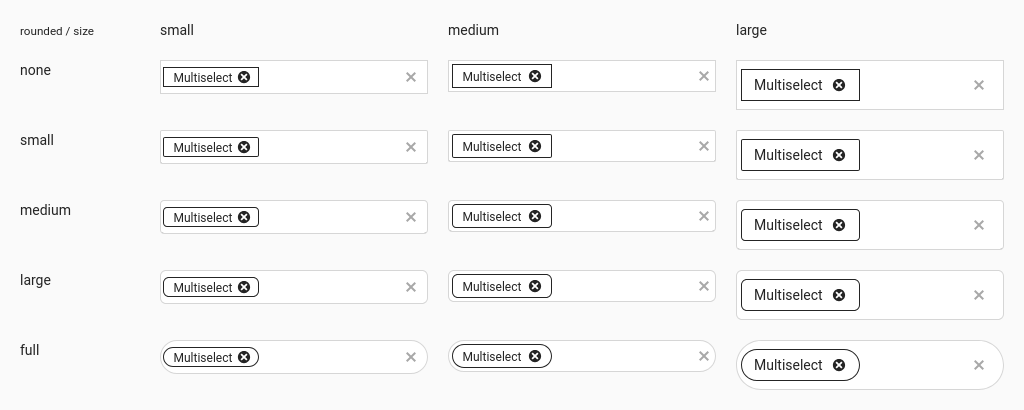 rounded / size small medium large
none Multiselect Multiselect Multiselect
small Multiselect Multiselect Multiselect
medium Multiselect Multiselect Multiselect
large Multiselect Multiselect Multiselect
full Multiselect Multiselect Multiselect